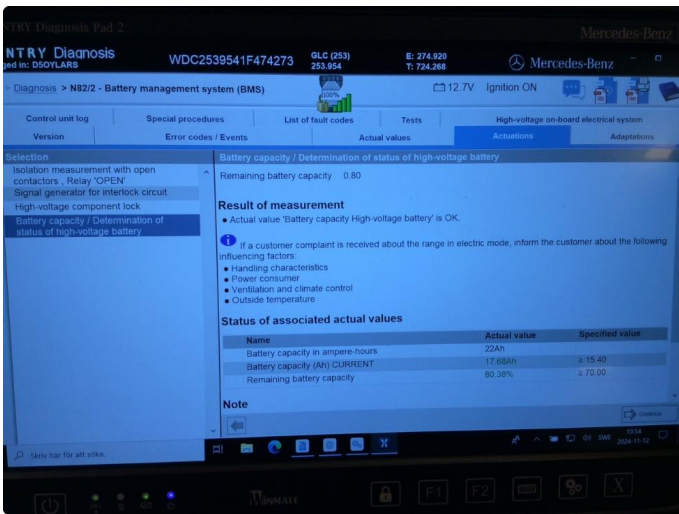 NTRY Diagnosis Pad 2
Mercedes-Benz
NTRY Diagnosis
ged in: D5OYLARS
WDC2539541F474273
GLC (253)
253.954
E: 274.920
T: 724.268
Mercedes-Benz
> Diagnosis > N82/2 - Battery management system (BMS)
100%
12.7V Ignition ON
Control unit log
Special procedures
List of fault codes
Tests
High-voltage on-board electrical system
Version
Error codes / Events
Actual values
Actuations
Adaptations
Selection
Isolation measurement with open
contactors , Relay 'OPEN'
Signal generator for interlock circuit
High-voltage component lock
Battery capacity / Determination of
status of high-voltage battery
Battery capacity / Determination of status of high-voltage battery
Remaining battery capacity 0.80
Result of measurement
● Actual value 'Battery capacity High-voltage battery' is OK.
i If a customer complaint is received about the range in electric mode, inform the customer about the following
influencing factors:
● Handling characteristics
● Power consumer
● Ventilation and climate control
● Outside temperature
Status of associated actual values
Name Actual value Specified value
Battery capacity in ampere-hours 22Ah
Battery capacity (Ah) CURRENT 17.68Ah ≥ 15.40
Remaining battery capacity 80.38% ≥ 70.00
Note
Continue
Skriv här för att söka.
SWE
10:54
2024-11-12
WINMATE
F1
F2
X